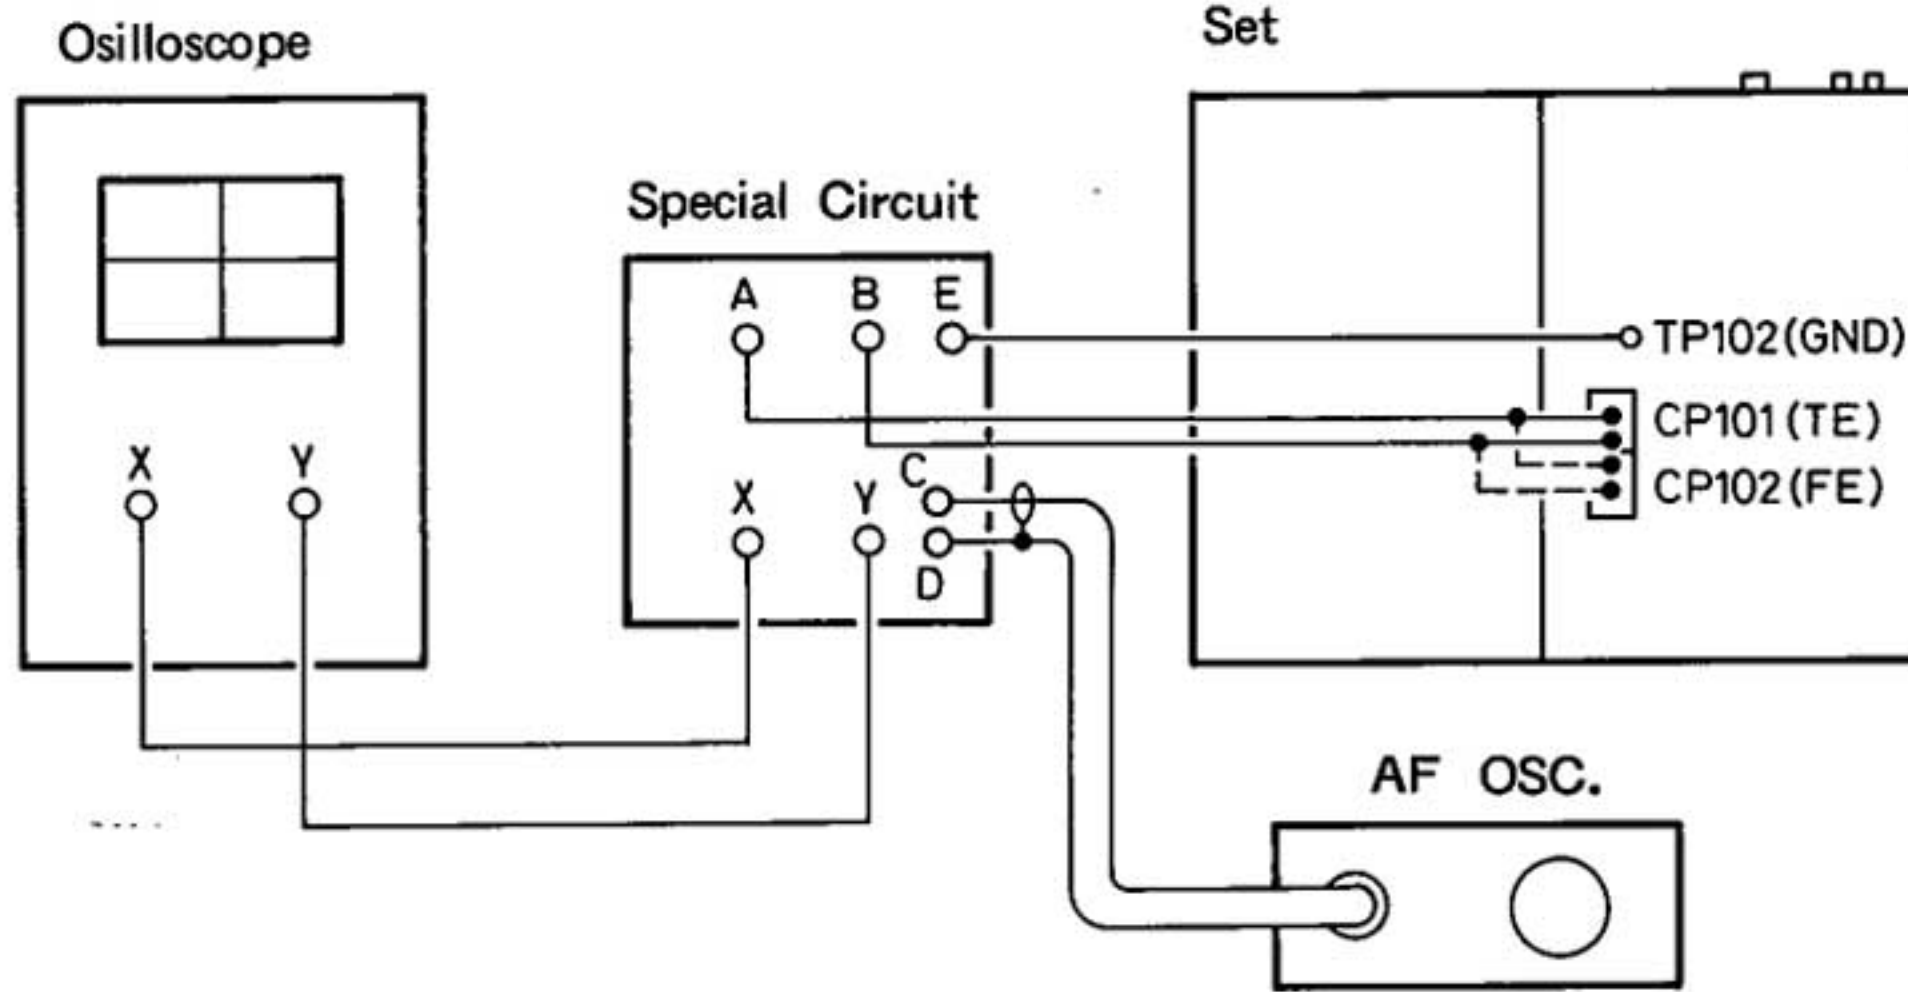 Osilloscope
X Y
Special Circuit
A B E
X Y C
D
Set
TP102(GND)
CP101(TE)
CP102(FE)
AF OSC.